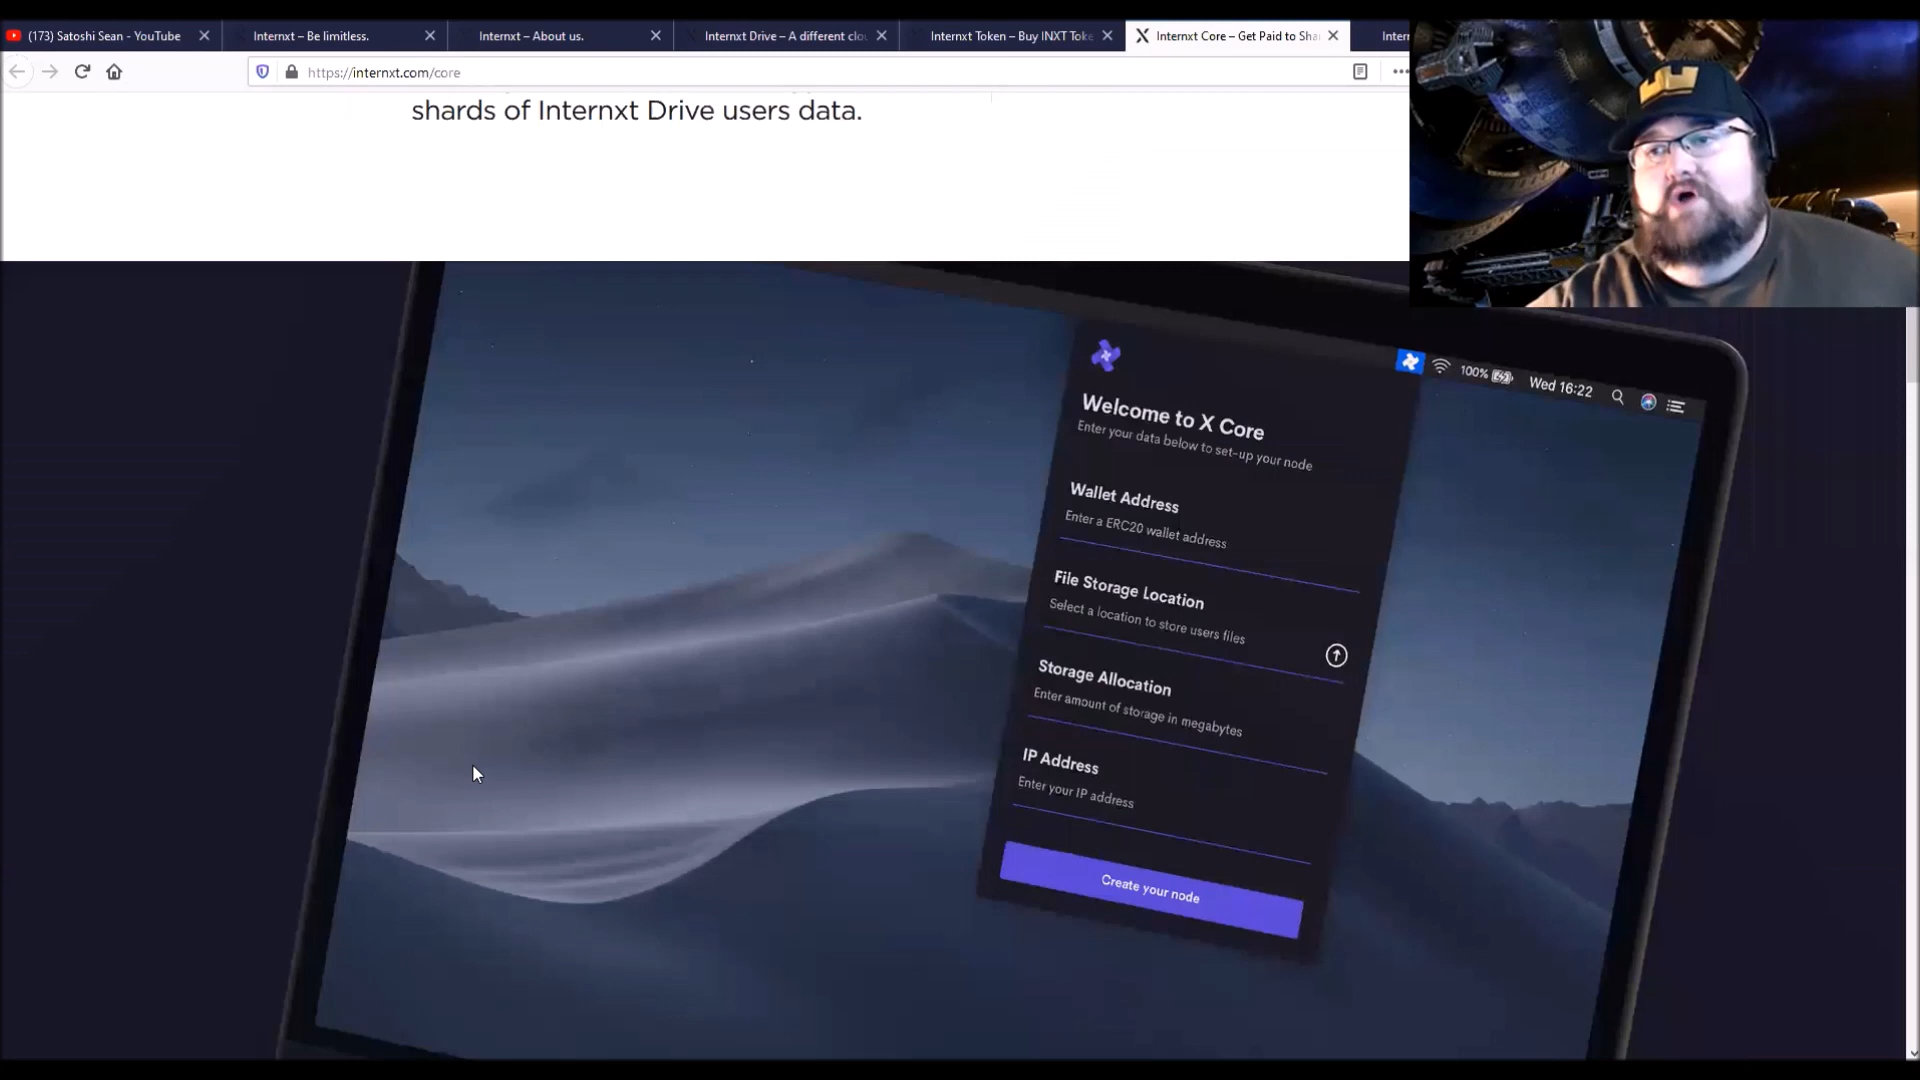 (173) Satoshi Sean - YouTube
Internxt – Be limitless.
Internxt – About us.
Internxt Drive – A different clo
Internxt Token – Buy INXT Toke
Internxt Core – Get Paid to Sha
Intern
https://internxt.com/core
shards of Internxt Drive users data.
100%
Wed 16:22
Welcome to X Core
Enter your data below to set-up your node
Wallet Address
Enter a ERC20 wallet address
File Storage Location
Select a location to store users files
Storage Allocation
Enter amount of storage in megabytes
IP Address
Enter your IP address
Create your node